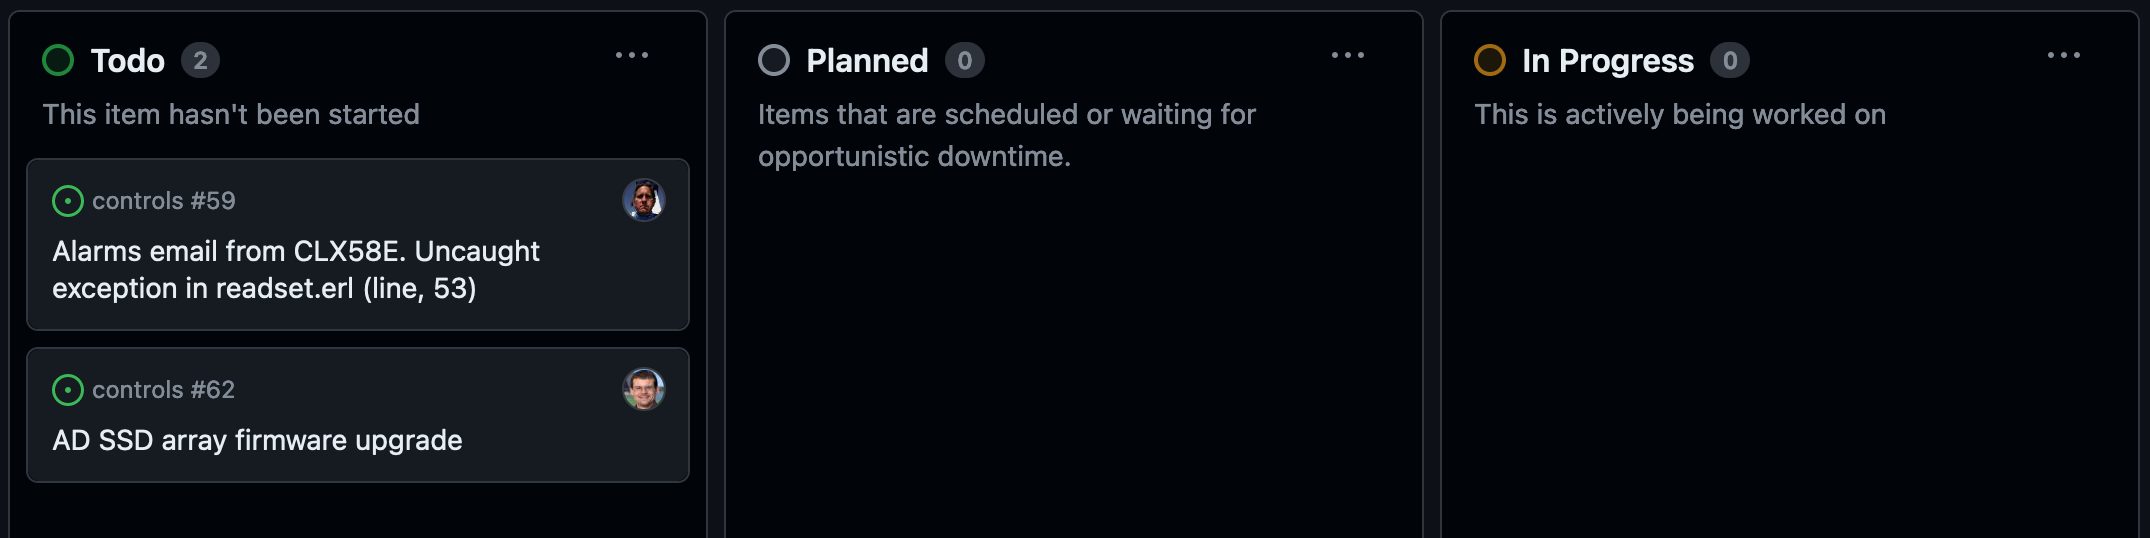 Todo 2
This item hasn't been started
controls #59
Alarms email from CLX58E. Uncaught
exception in readset.erl (line, 53)
controls #62
AD SSD array firmware upgrade
Planned 0
Items that are scheduled or waiting for
opportunistic downtime.
In Progress 0
This is actively being worked on